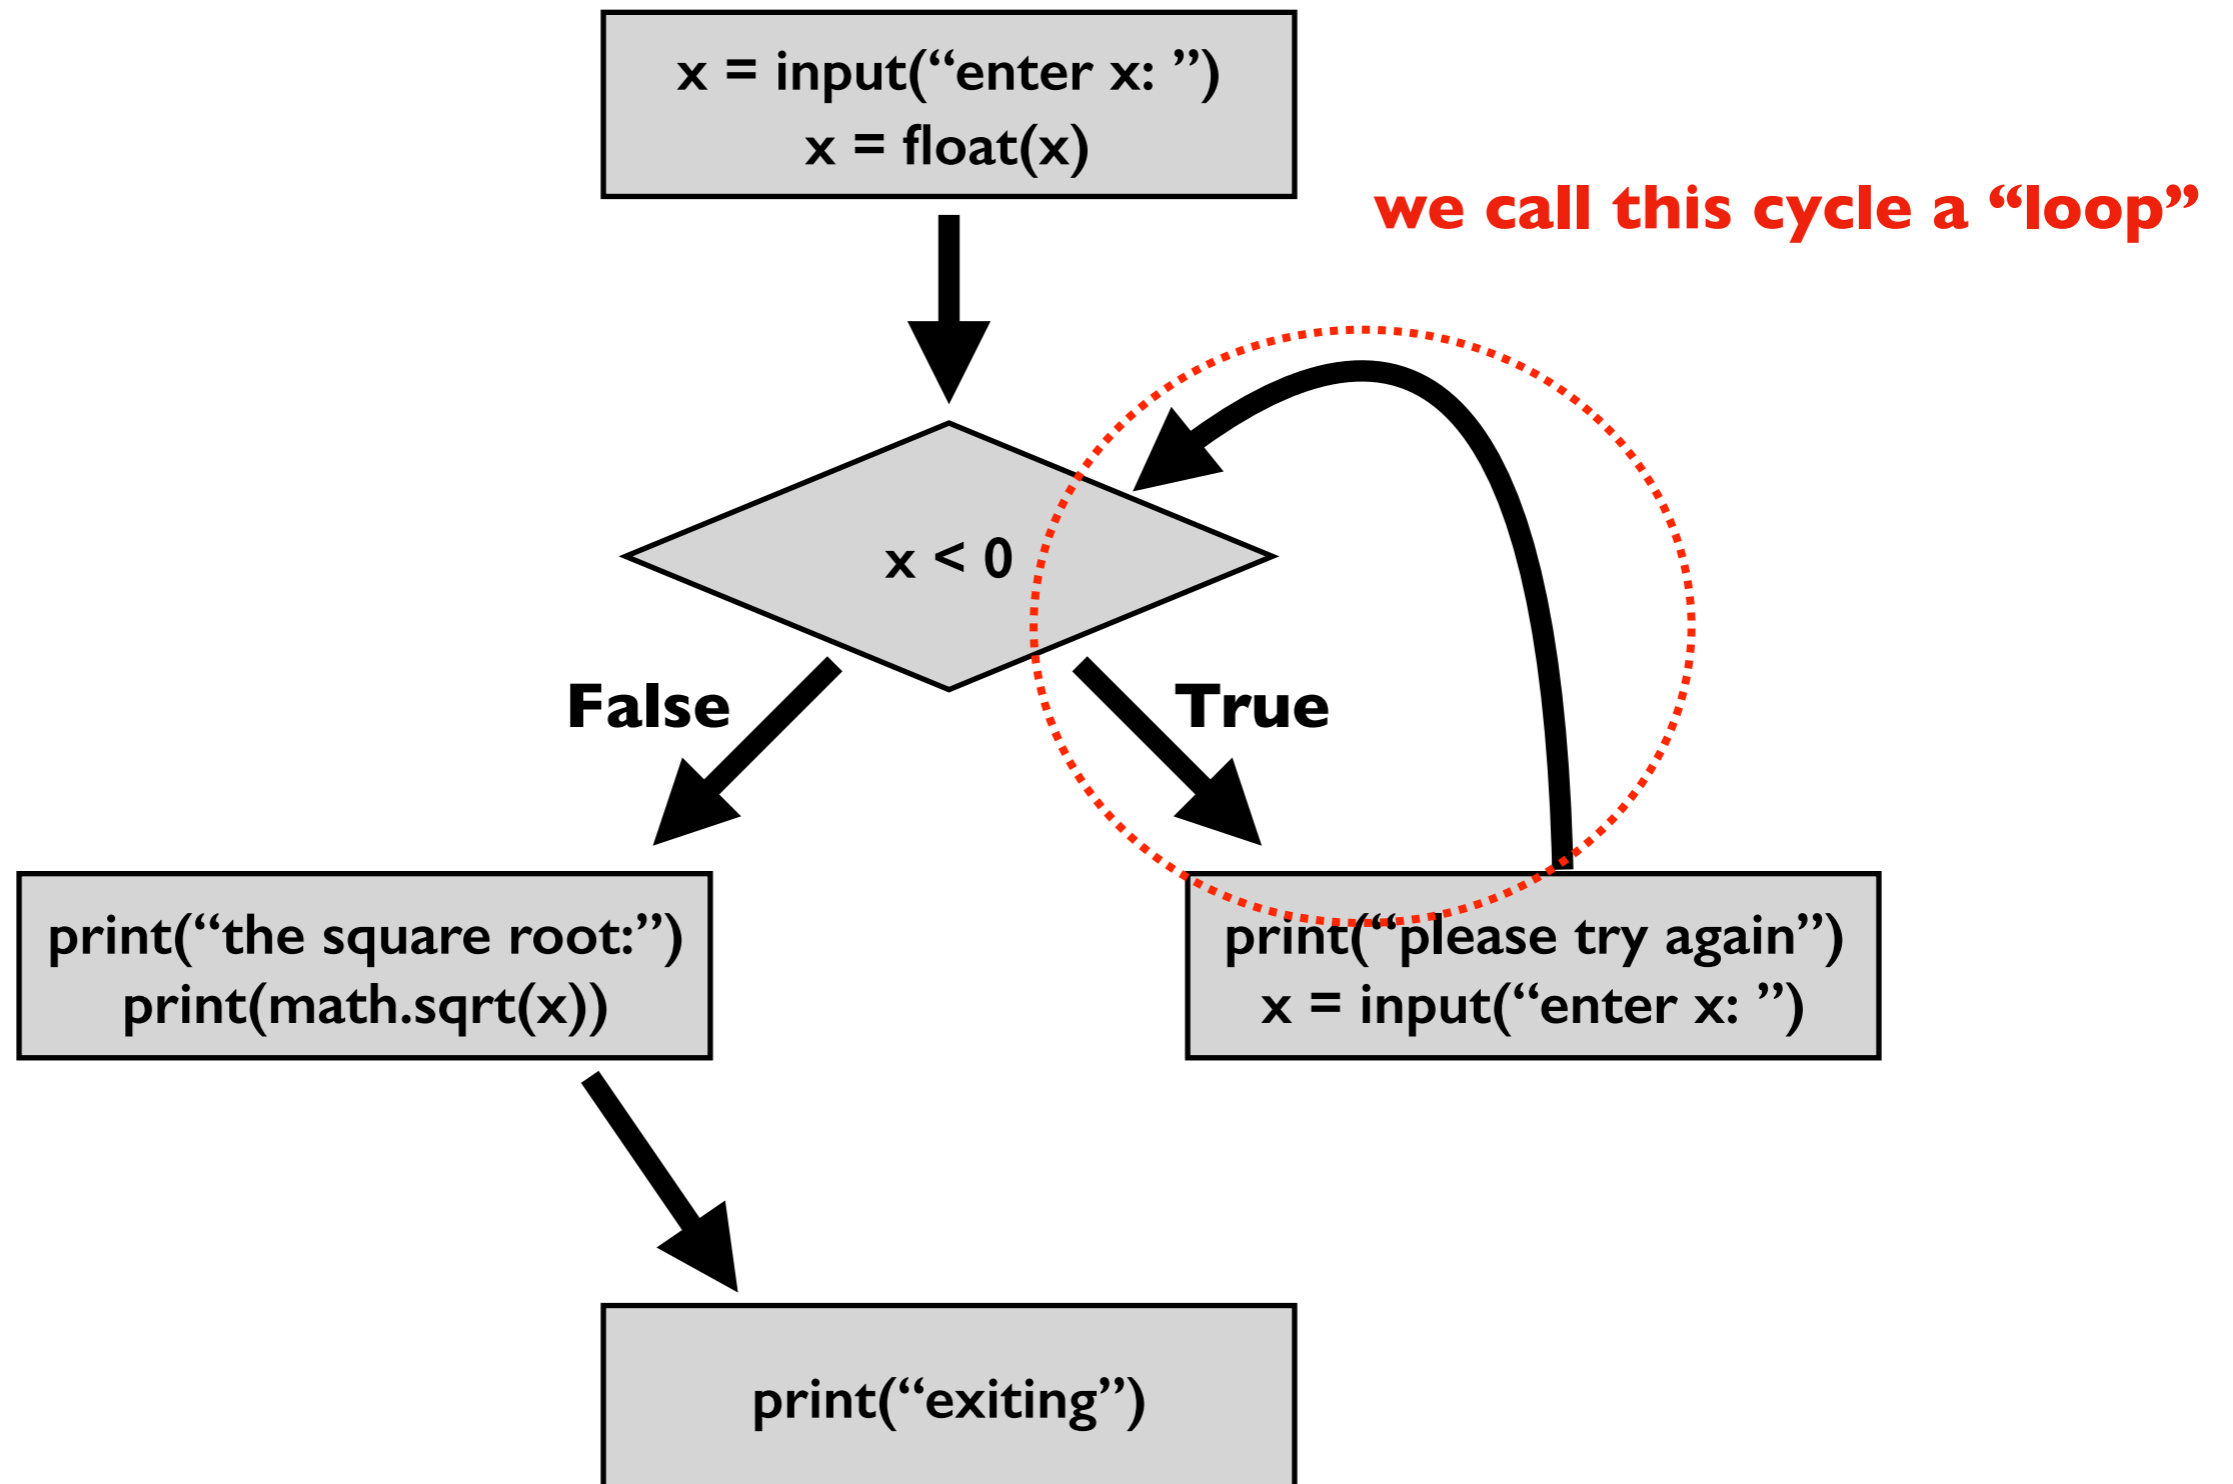 x = input(“enter x: ”)
x = float(x)
we call this cycle a “loop”
x < 0
False
True
print(“the square root:”)
print(math.sqrt(x))
print(“please try again”)
x = input(“enter x: ”)
print(“exiting”)